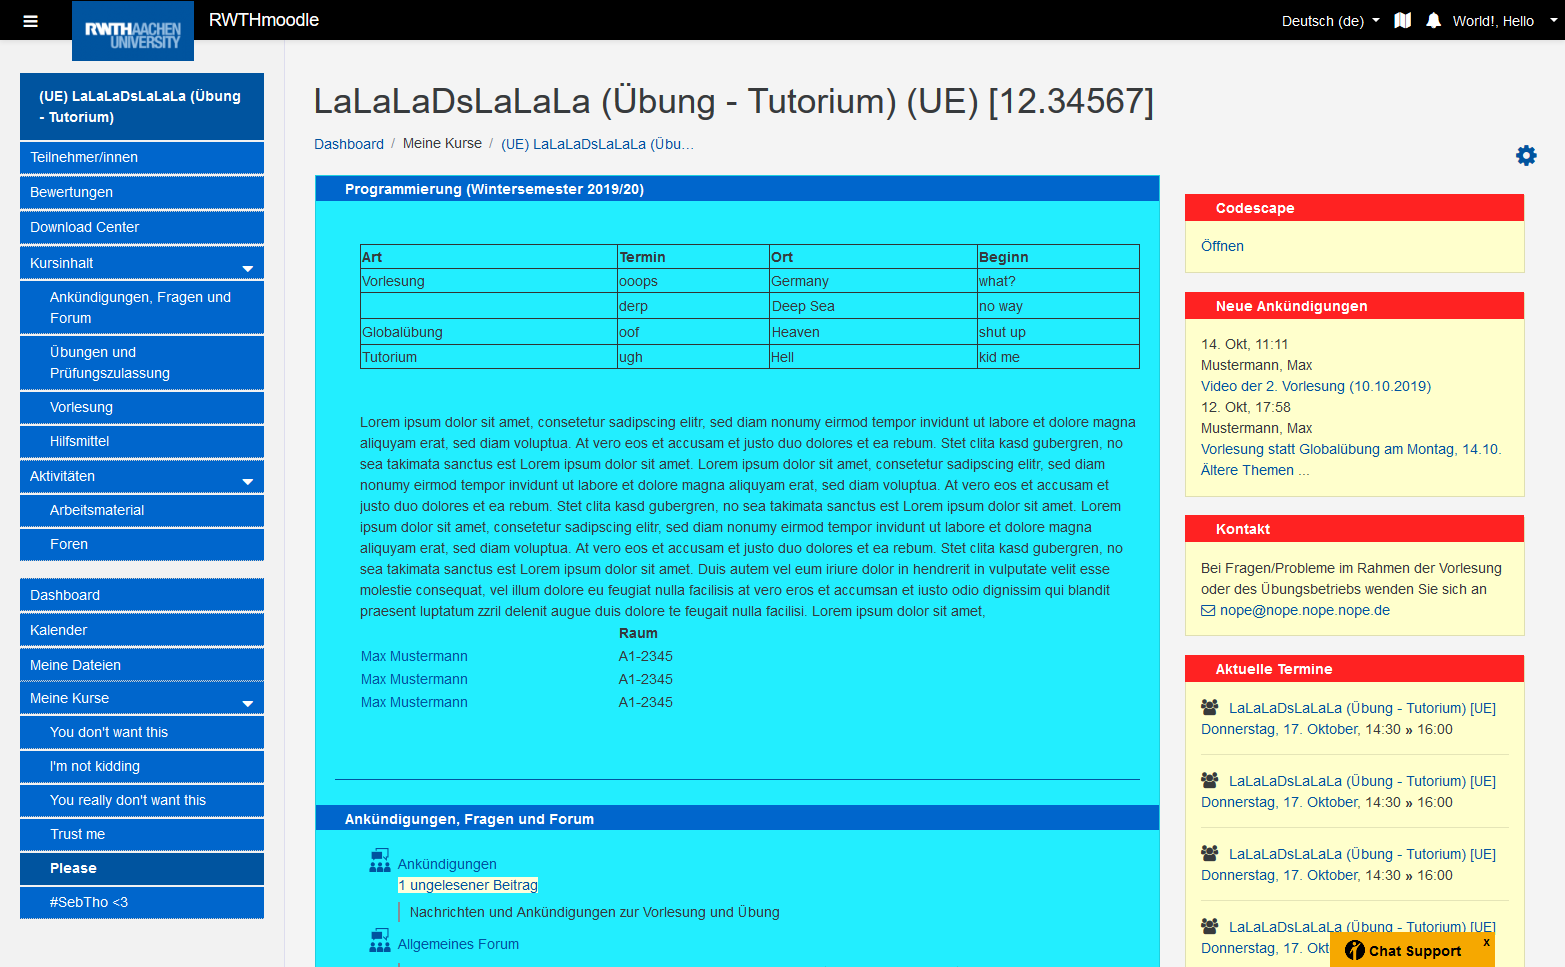 RWTHAACHEN
UNIVERSITY
RWTHmoodle
Deutsch (de)
World!, Hello
(UE) LaLaLaDsLaLaLa (Übung
- Tutorium)
Teilnehmer/innen
Bewertungen
Download Center
Kursinhalt
Ankündigungen, Fragen und
Forum
Übungen und
Prüfungszulassung
Vorlesung
Hilfsmittel
Aktivitäten
Arbeitsmaterial
Foren
Dashboard
Kalender
Meine Dateien
Meine Kurse
You don't want this
I'm not kidding
You really don't want this
Trust me
Please
#SebTho <3
LaLaLaDsLaLaLa (Übung - Tutorium) (UE) [12.34567]
Dashboard / Meine Kurse / (UE) LaLaLaDsLaLaLa (Übu...
Programmierung (Wintersemester 2019/20)
Art Termin Ort Beginn
Vorlesung ooops Germany what?
derp Deep Sea no way
Globalübung oof Heaven shut up
Tutorium ugh Hell kid me
Lorem ipsum dolor sit amet, consetetur sadipscing elitr, sed diam nonumy eirmod tempor invidunt ut labore et dolore magna
aliquyam erat, sed diam voluptua. At vero eos et accusam et justo duo dolores et ea rebum. Stet clita kasd gubergren, no
sea takimata sanctus est Lorem ipsum dolor sit amet. Lorem ipsum dolor sit amet, consetetur sadipscing elitr, sed diam
nonumy eirmod tempor invidunt ut labore et dolore magna aliquyam erat, sed diam voluptua. At vero eos et accusam et
justo duo dolores et ea rebum. Stet clita kasd gubergren, no sea takimata sanctus est Lorem ipsum dolor sit amet. Lorem
ipsum dolor sit amet, consetetur sadipscing elitr, sed diam nonumy eirmod tempor invidunt ut labore et dolore magna
aliquyam erat, sed diam voluptua. At vero eos et accusam et justo duo dolores et ea rebum. Stet clita kasd gubergren, no
sea takimata sanctus est Lorem ipsum dolor sit amet. Duis autem vel eum iriure dolor in hendrerit in vulputate velit esse
molestie consequat, vel illum dolore eu feugiat nulla facilisis at vero eros et accumsan et iusto odio dignissim qui blandit
praesent luptatum zzril delenit augue duis dolore te feugait nulla facilisi. Lorem ipsum dolor sit amet,
Raum
Max Mustermann A1-2345
Max Mustermann A1-2345
Max Mustermann A1-2345
Ankündigungen, Fragen und Forum
Ankündigungen
1 ungelesener Beitrag
Nachrichten und Ankündigungen zur Vorlesung und Übung
Allgemeines Forum
Codescape
Öffnen
Neue Ankündigungen
14. Okt, 11:11
Mustermann, Max
Video der 2. Vorlesung (10.10.2019)
12. Okt, 17:58
Mustermann, Max
Vorlesung statt Globalübung am Montag, 14.10.
Ältere Themen ...
Kontakt
Bei Fragen/Probleme im Rahmen der Vorlesung
oder des Übungsbetriebs wenden Sie sich an
nope@nope.nope.nope.de
Aktuelle Termine
LaLaLaDsLaLaLa (Übung - Tutorium) [UE]
Donnerstag, 17. Oktober, 14:30 » 16:00
LaLaLaDsLaLaLa (Übung - Tutorium) [UE]
Donnerstag, 17. Oktober, 14:30 » 16:00
LaLaLaDsLaLaLa (Übung - Tutorium) [UE]
Donnerstag, 17. Oktober, 14:30 » 16:00
LaLaLaDsLaLaLa (Übung - Tutorium) [UE]
Donnerstag, 17. Okt
Chat Support x